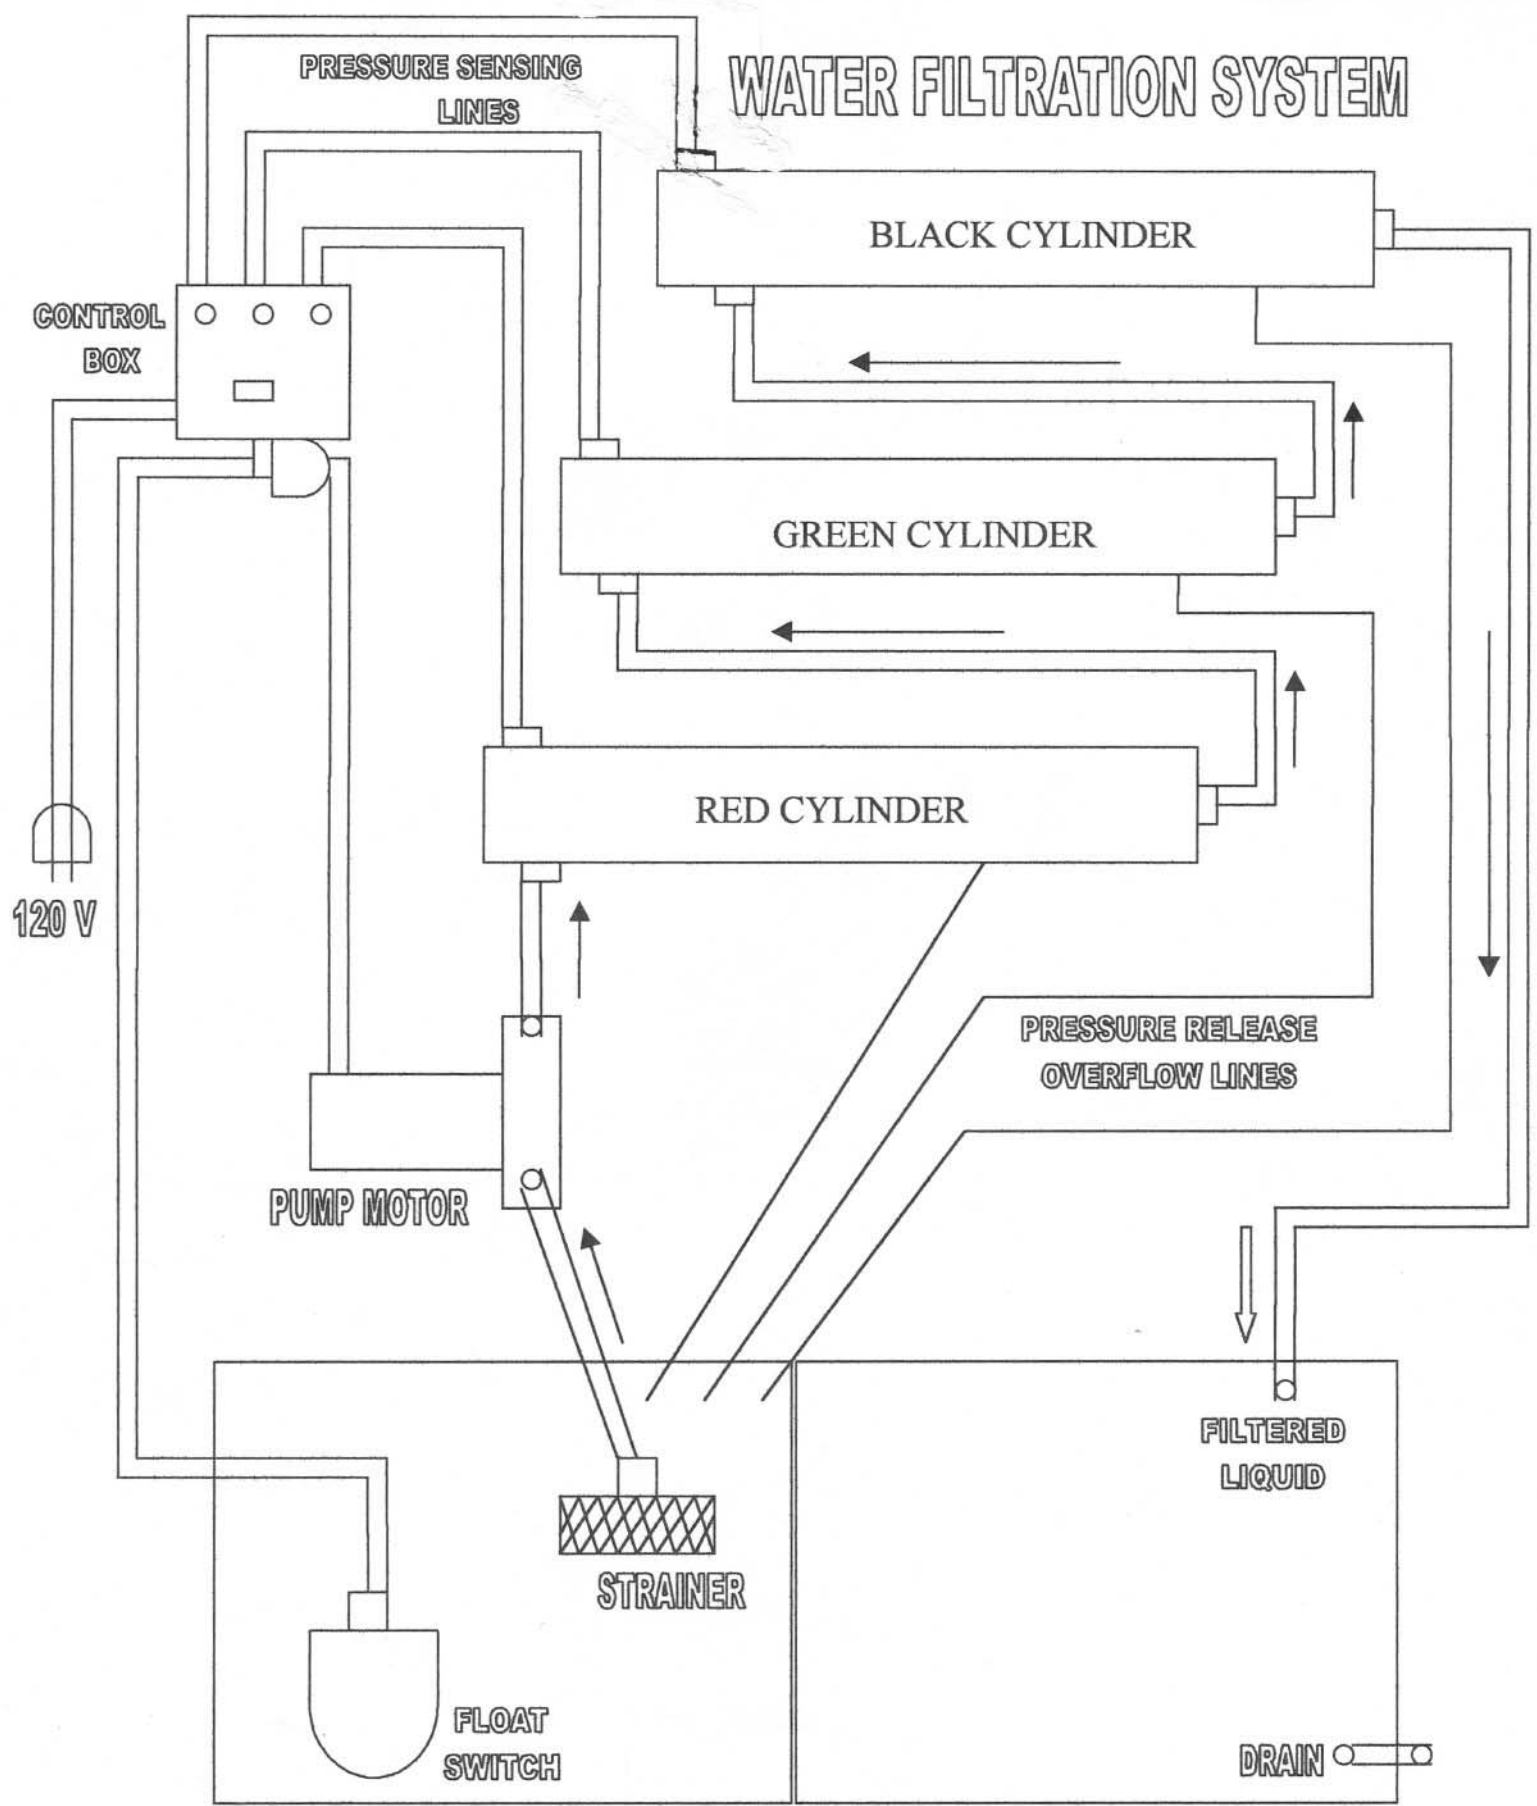 PRESSURE SENSING
LINES
WATER FILTRATION SYSTEM
BLACK CYLINDER
CONTROL
BOX
GREEN CYLINDER
RED CYLINDER
120 V
PRESSURE RELEASE
OVERFLOW LINES
PUMP MOTOR
FILTERED
LIQUID
STRAINER
FLOAT
SWITCH
DRAIN